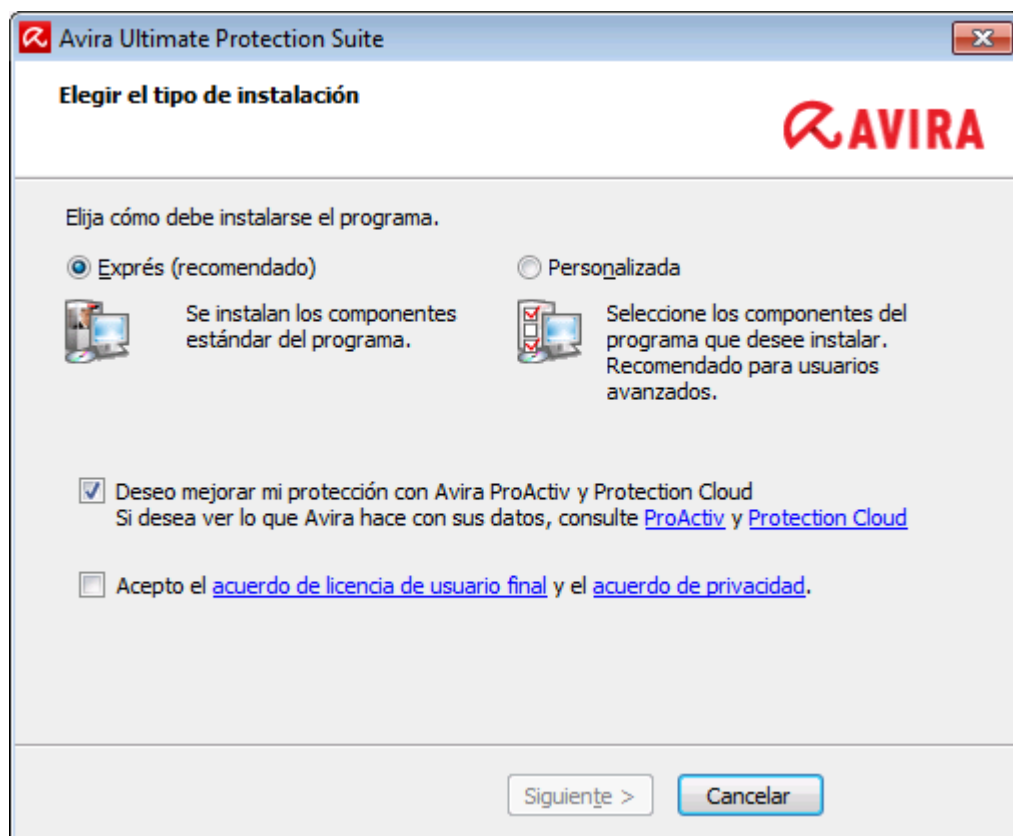 Avira Ultimate Protection Suite
Elegir el tipo de instalación
AVIRA
Elija cómo debe instalarse el programa.
Exprés (recomendado)
Personalizada
Se instalan los componentes
estándar del programa.
Seleccione los componentes del
programa que desee instalar.
Recomendado para usuarios
avanzados.
Deseo mejorar mi protección con Avira ProActiv y Protection Cloud
Si desea ver lo que Avira hace con sus datos, consulte ProActiv y Protection Cloud
Acepto el acuerdo de licencia de usuario final y el acuerdo de privacidad.
Siguiente >
Cancelar